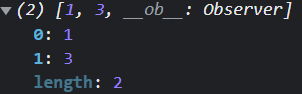 ▼ (2) [1, 3, __ob__: Observer]
0: 1
1: 3
length: 2